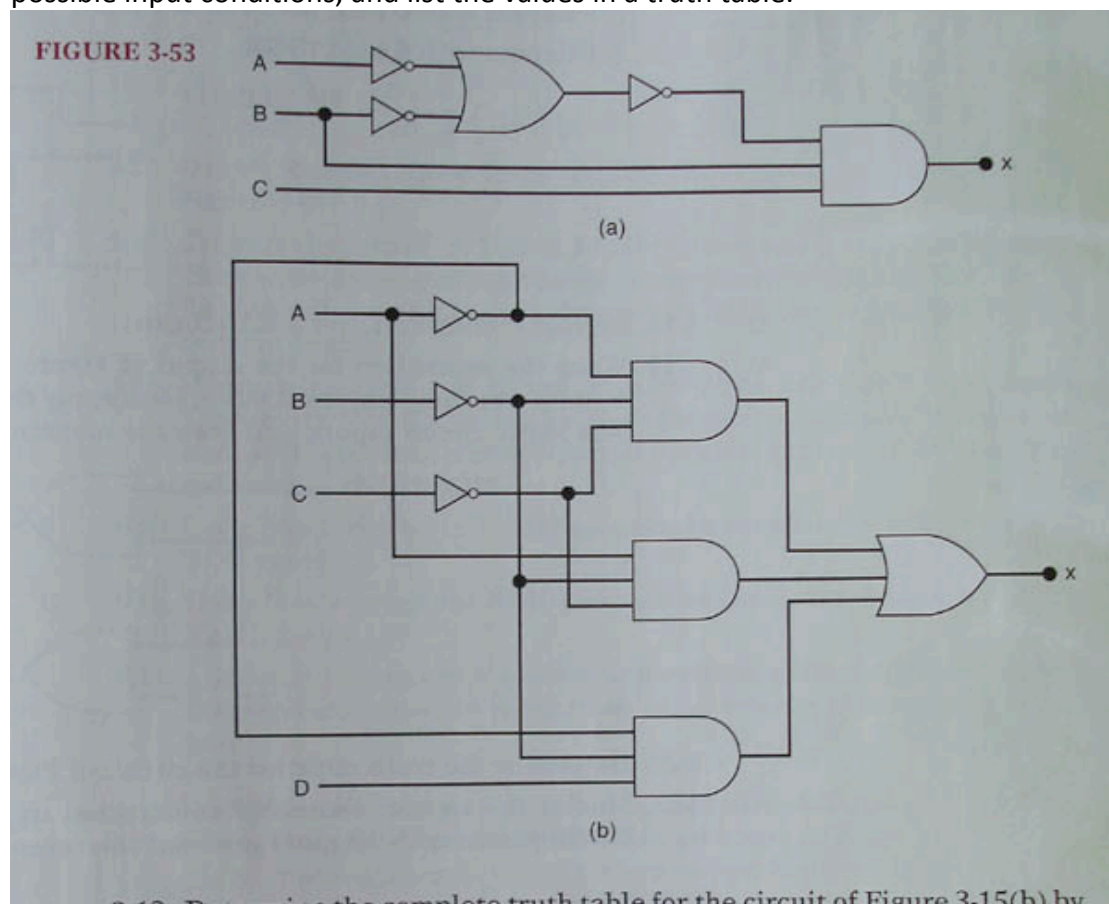 possible input conditions, and list the values in a truth table.
FIGURE 3-53
A
B
C
x
(a)
A
B
C
D
x
(b)
3-13 Determine the complete truth table for the circuit of Figure 3-15(b) by